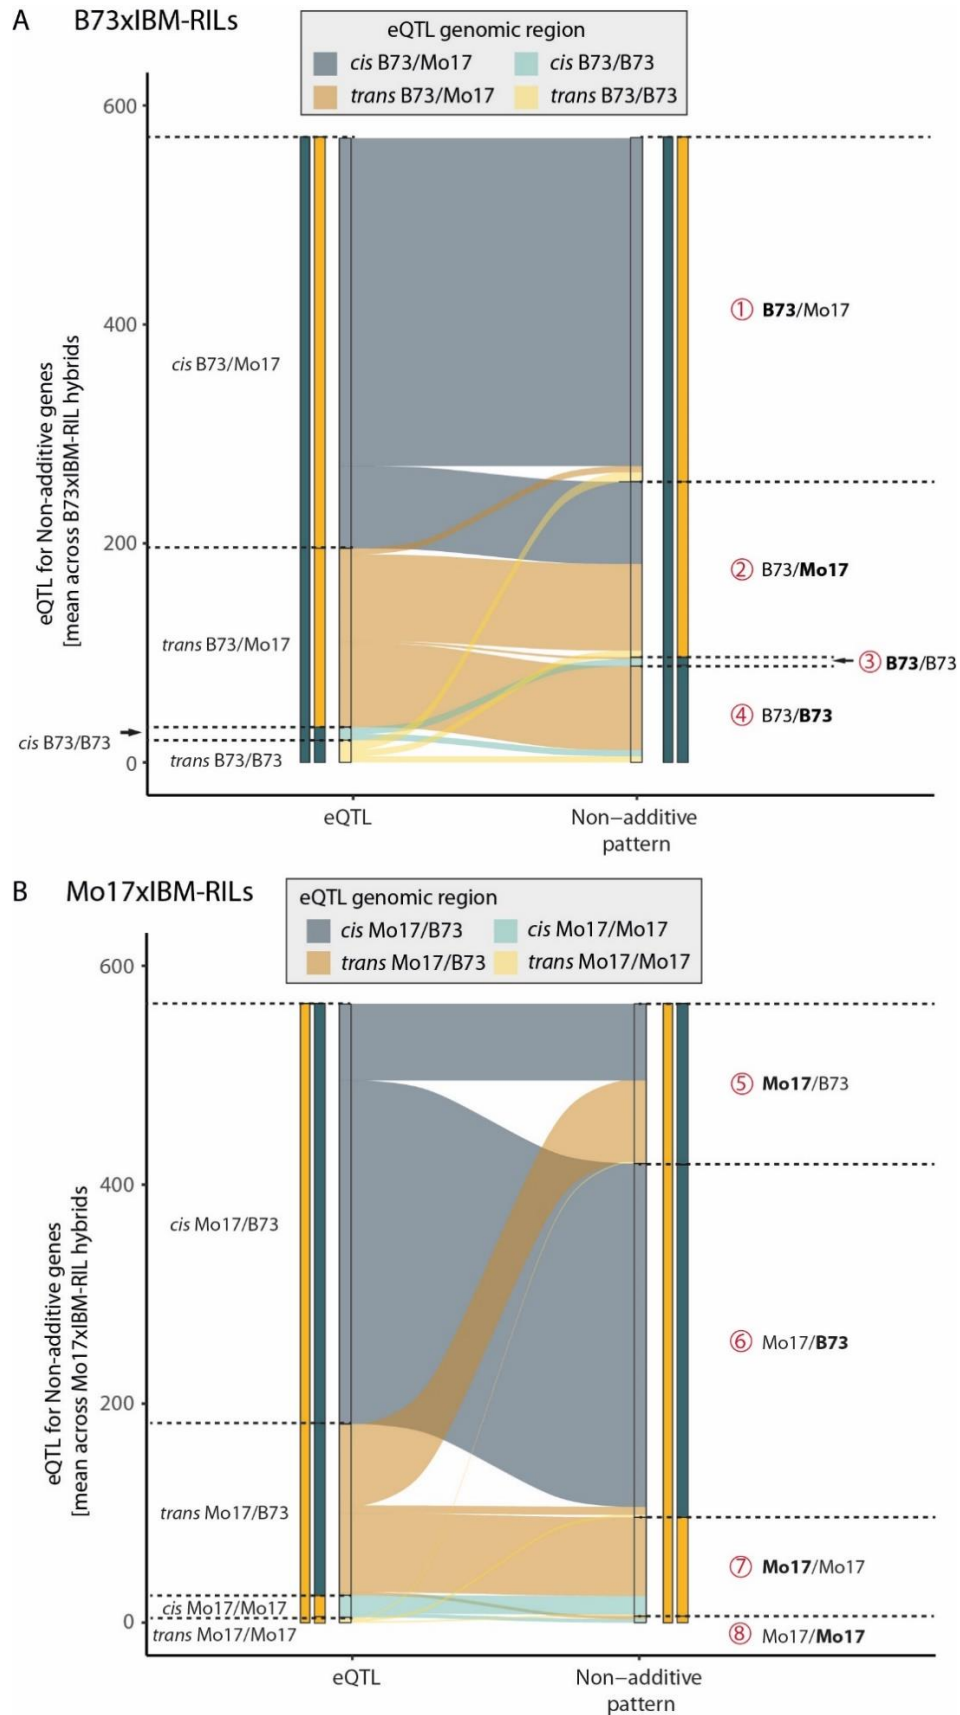 A B73xIBM-RILs
eQTL genomic region
cis B73/Mo17 cis B73/B73
trans B73/Mo17 trans B73/B73
600
400
200
0
eQTL for Non-additive genes
[mean across B73xIBM-RIL hybrids
cis B73/Mo17
trans B73/Mo17
cis B73/B73
trans B73/B73
① B73/Mo17
② B73/Mo17
③ B73/B73
④ B73/B73
eQTL
Non−additive
pattern
B Mo17xIBM-RILs
eQTL genomic region
cis Mo17/B73 cis Mo17/Mo17
trans Mo17/B73 trans Mo17/Mo17
600
400
200
0
eQTL for Non-additive genes
[mean across Mo17xIBM-RIL hybrids
cis Mo17/B73
trans Mo17/B73
cis Mo17/Mo17
trans Mo17/Mo17
⑤ Mo17/B73
⑥ Mo17/B73
⑦ Mo17/Mo17
⑧ Mo17/Mo17
eQTL
Non−additive
pattern